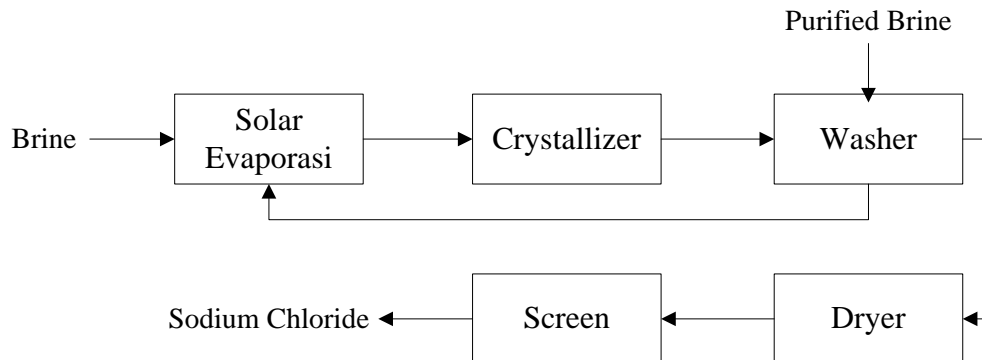 Purified Brine
Brine
Solar
Evaporasi
Crystallizer
Washer
Sodium Chloride
Screen
Dryer